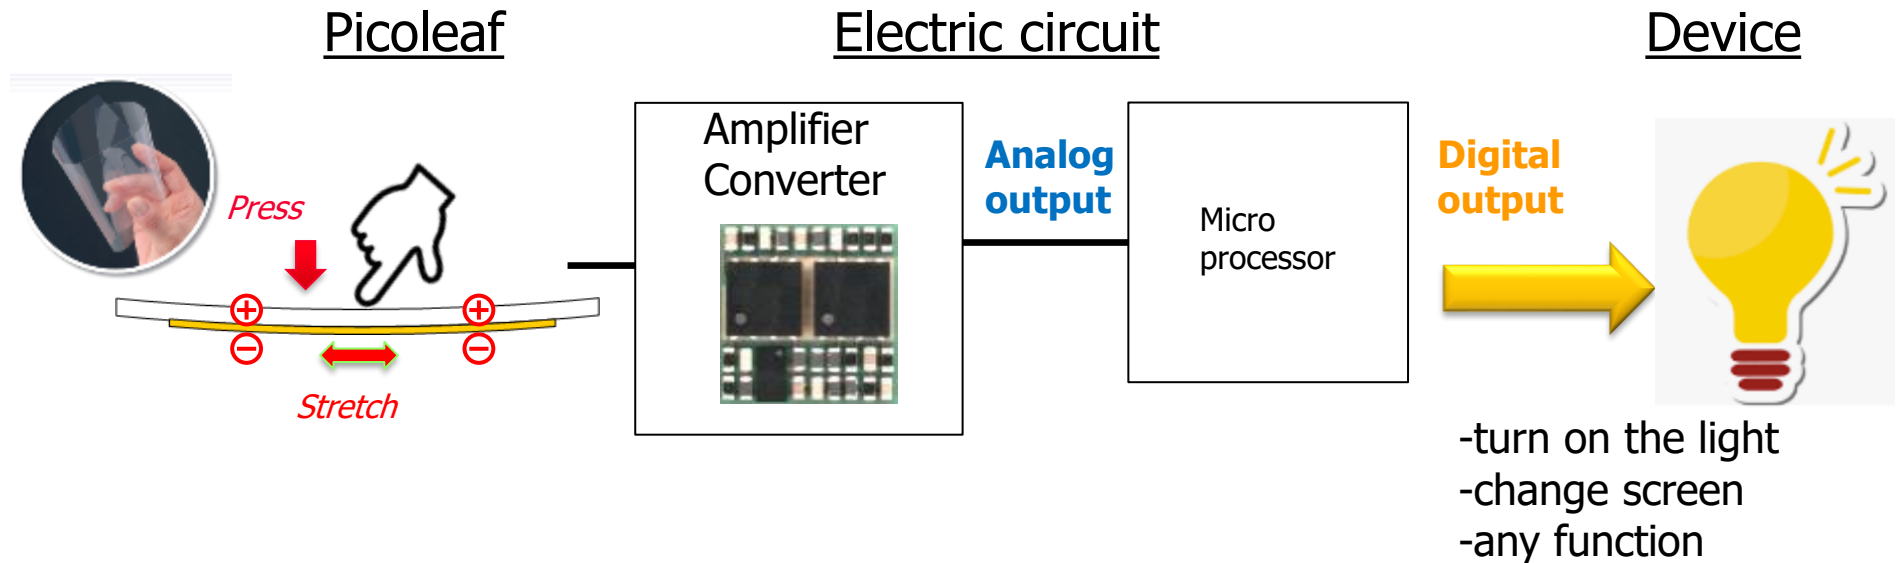 Picoleaf
Electric circuit
Device
Press
Stretch
Amplifier
Converter
Analog
output
Micro
processor
Digital
output
-turn on the light
-change screen
-any function